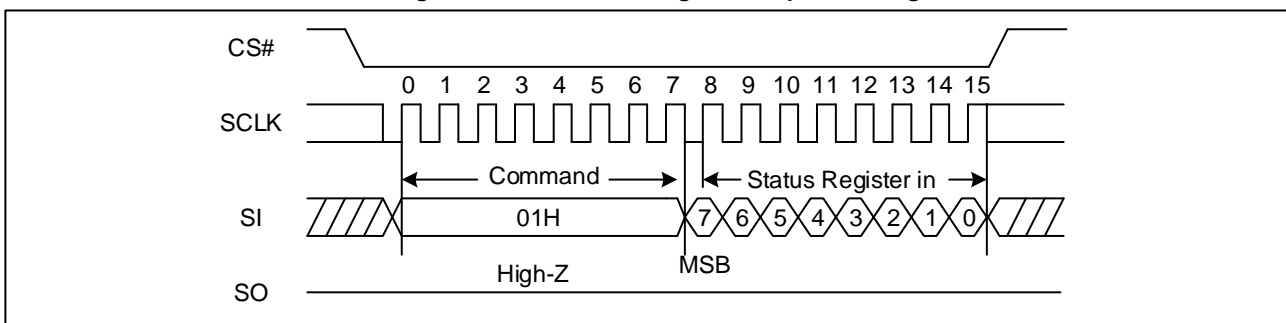 CS#
0 1 2 3 4 5 6 7 8 9 10 11 12 13 14 15
SCLK
Command Status Register in
SI 01H 7 6 5 4 3 2 1 0
High-Z MSB
SO